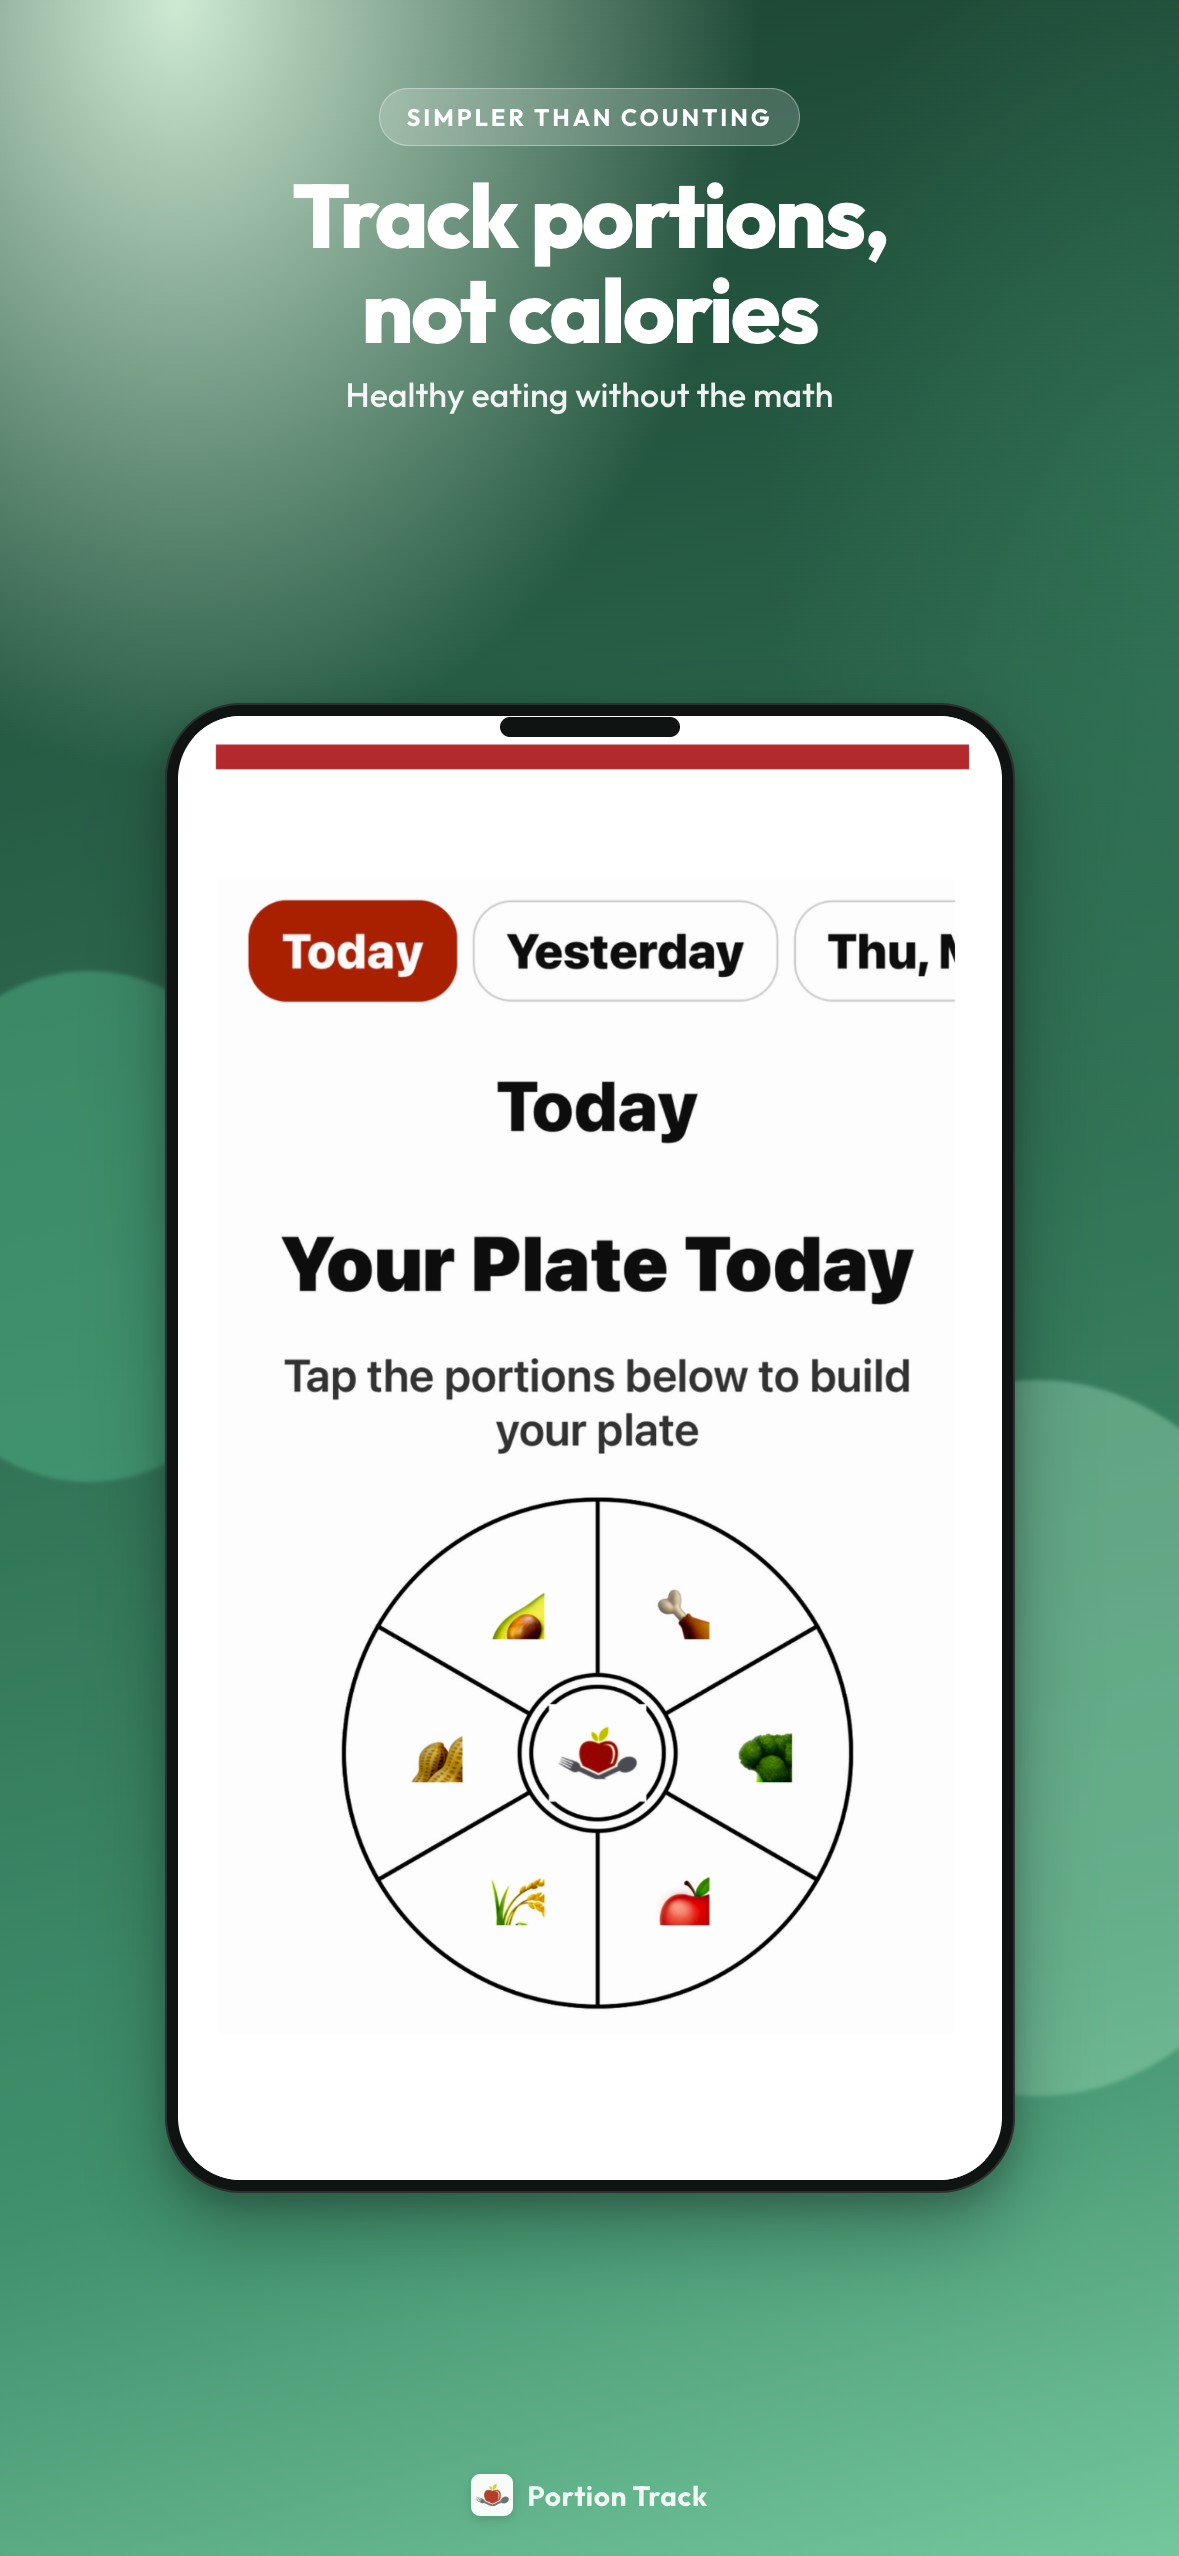 SIMPLER THAN COUNTING
Track portions,
not calories
Healthy eating without the math
Today
Yesterday
Thu,
Today
Your Plate Today
Tap the portions below to build
your plate
Portion Track